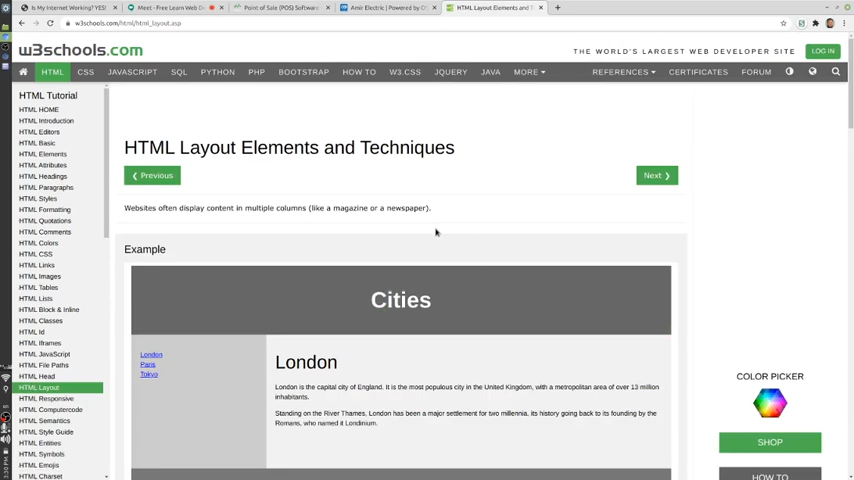 Is My Internet Working? YES!
Meet - Free Learn Web De
Point of Sale (POS) Software
Amir Electric | Powered by O
HTML Layout Elements and Te
w3schools.com/html/html_layout.asp
w3schools.com
THE WORLD'S LARGEST WEB DEVELOPER SITE
LOG IN
HTML CSS JAVASCRIPT SQL PYTHON PHP BOOTSTRAP HOW TO W3.CSS JQUERY JAVA MORE REFERENCES CERTIFICATES FORUM
HTML Tutorial
HTML HOME
HTML Introduction
HTML Editors
HTML Basic
HTML Elements
HTML Attributes
HTML Headings
HTML Paragraphs
HTML Styles
HTML Formatting
HTML Quotations
HTML Comments
HTML Colors
HTML CSS
HTML Links
HTML Images
HTML Tables
HTML Lists
HTML Block & Inline
HTML Classes
HTML Id
HTML Iframes
HTML JavaScript
HTML File Paths
HTML Head
HTML Layout
HTML Responsive
HTML Computercode
HTML Semantics
HTML Style Guide
HTML Entities
HTML Symbols
HTML Emojis
HTML Charset
HTML Layout Elements and Techniques
❮ Previous
Next ❯
Websites often display content in multiple columns (like a magazine or a newspaper).
Example
Cities
London
Paris
Tokyo
London
London is the capital city of England. It is the most populous city in the United Kingdom, with a metropolitan area of over 13 million
inhabitants.
Standing on the River Thames, London has been a major settlement for two millennia, its history going back to its founding by the
Romans, who named it Londinium.
COLOR PICKER
SHOP
HOW TO
3:30 PM